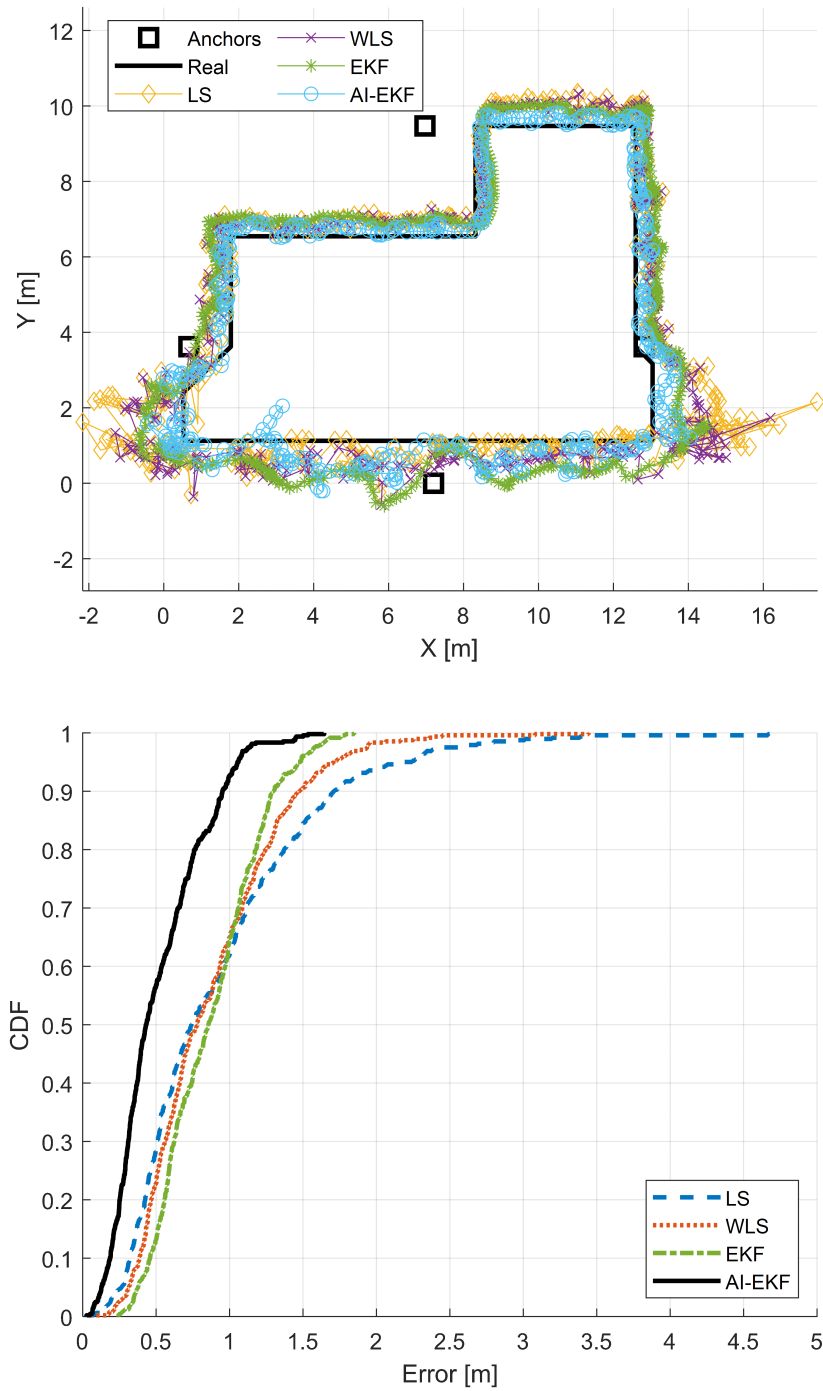 12
10
8
6
4
2
0
-2
Y [m]
Anchors
Real
LS
WLS
EKF
AI-EKF
-2 0 2 4 6 8 10 12 14 16
X [m]
1
0.9
0.8
0.7
0.6
0.5
0.4
0.3
0.2
0.1
0
CDF
LS
WLS
EKF
AI-EKF
0 0.5 1 1.5 2 2.5 3 3.5 4 4.5 5
Error [m]